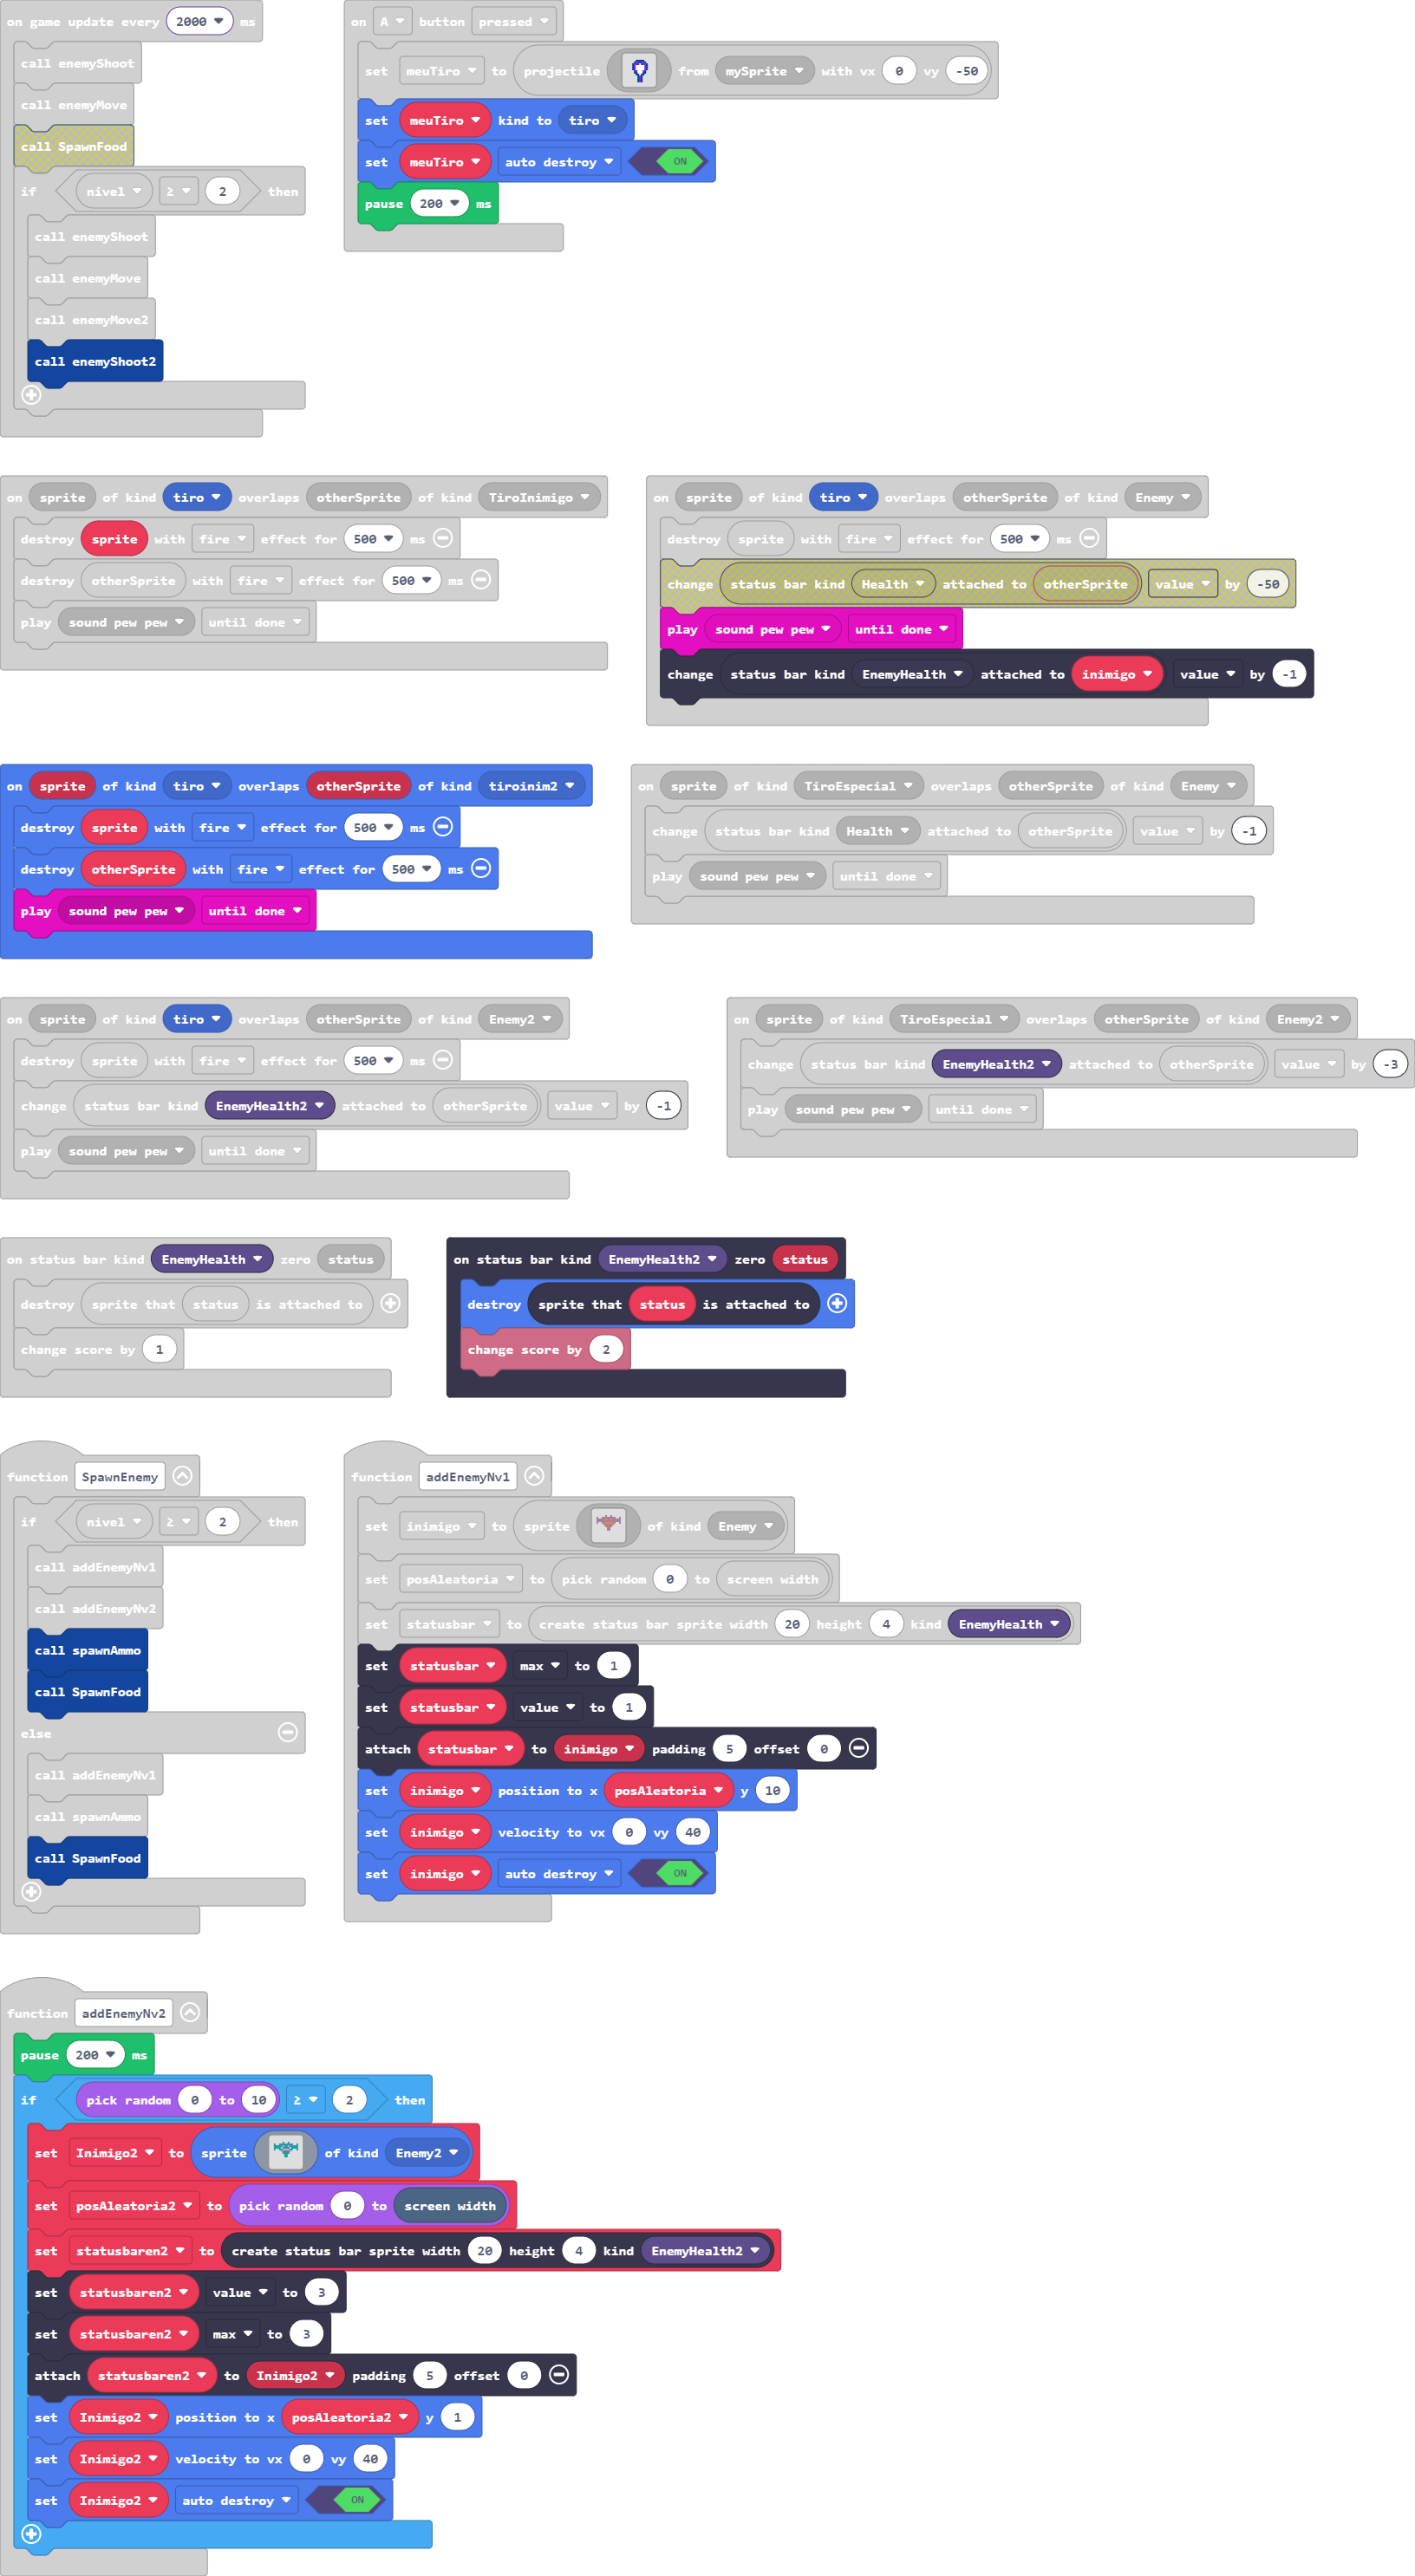 on game update every 2000 ms
call enemyShoot
call enemyMove
call SpawnFood
if nivel ≥ 2 then
call enemyShoot
call enemyMove
call enemyMove2
call enemyShoot2
on A button pressed
set meuTiro to projectile from mySprite with vx 0 vy -50
set meuTiro kind to tiro
set meuTiro auto destroy ON
pause 200 ms
on sprite of kind tiro overlaps otherSprite of kind TiroInimigo
destroy sprite with fire effect for 500 ms
destroy otherSprite with fire effect for 500 ms
play sound pew pew until done
on sprite of kind tiro overlaps otherSprite of kind Enemy
destroy sprite with fire effect for 500 ms
change status bar kind Health attached to otherSprite value by -50
play sound pew pew until done
change status bar kind EnemyHealth attached to inimigo value by -1
on sprite of kind tiro overlaps otherSprite of kind tiroinim2
destroy sprite with fire effect for 500 ms
destroy otherSprite with fire effect for 500 ms
play sound pew pew until done
on sprite of kind TiroEspecial overlaps otherSprite of kind Enemy
change status bar kind Health attached to otherSprite value by -1
play sound pew pew until done
on sprite of kind tiro overlaps otherSprite of kind Enemy2
destroy sprite with fire effect for 500 ms
change status bar kind EnemyHealth2 attached to otherSprite value by -1
play sound pew pew until done
on sprite of kind TiroEspecial overlaps otherSprite of kind Enemy2
change status bar kind EnemyHealth2 attached to otherSprite value by -3
play sound pew pew until done
on status bar kind EnemyHealth zero status
destroy sprite that status is attached to
change score by 1
on status bar kind EnemyHealth2 zero status
destroy sprite that status is attached to
change score by 2
function SpawnEnemy
if nivel ≥ 2 then
call addEnemyNv1
call addEnemyNv2
call spawnAmmo
call SpawnFood
else
call addEnemyNv1
call spawnAmmo
call SpawnFood
function addEnemyNv1
set inimigo to sprite of kind Enemy
set posAleatoria to pick random 0 to screen width
set statusbar to create status bar sprite width 20 height 4 kind EnemyHealth
set statusbar max to 1
set statusbar value to 1
attach statusbar to inimigo padding 5 offset 0
set inimigo position to x posAleatoria y 10
set inimigo velocity to vx 0 vy 40
set inimigo auto destroy ON
function addEnemyNv2
pause 200 ms
if pick random 0 to 10 ≥ 2 then
set Inimigo2 to sprite of kind Enemy2
set posAleatoria2 to pick random 0 to screen width
set statusbaren2 to create status bar sprite width 20 height 4 kind EnemyHealth2
set statusbaren2 value to 3
set statusbaren2 max to 3
attach statusbaren2 to Inimigo2 padding 5 offset 0
set Inimigo2 position to x posAleatoria2 y 1
set Inimigo2 velocity to vx 0 vy 40
set Inimigo2 auto destroy ON